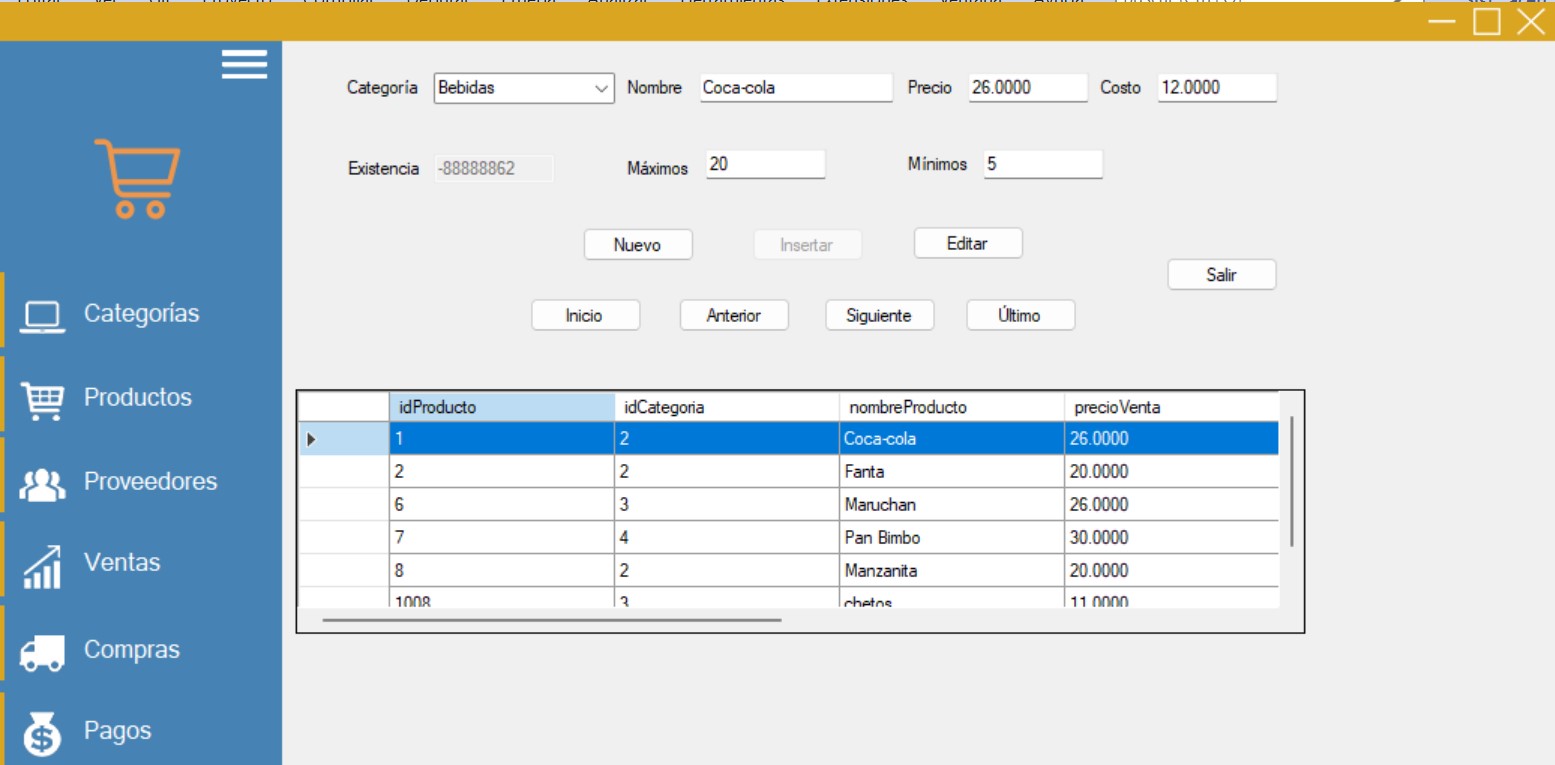 Categoría Bebidas Nombre Coca-cola Precio 26.0000 Costo 12.0000
Existencia -88888862 Máximos 20 Mínimos 5
Nuevo Insertar Editar
Salir
Inicio Anterior Siguiente Último
Categorías
Productos
Proveedores
Ventas
Compras
Pagos
idProducto idCategoria nombreProducto precioVenta
1 2 Coca-cola 26.0000
2 2 Fanta 20.0000
6 3 Maruchan 26.0000
7 4 Pan Bimbo 30.0000
8 2 Manzanita 20.0000
1008 3 chetos 11.0000